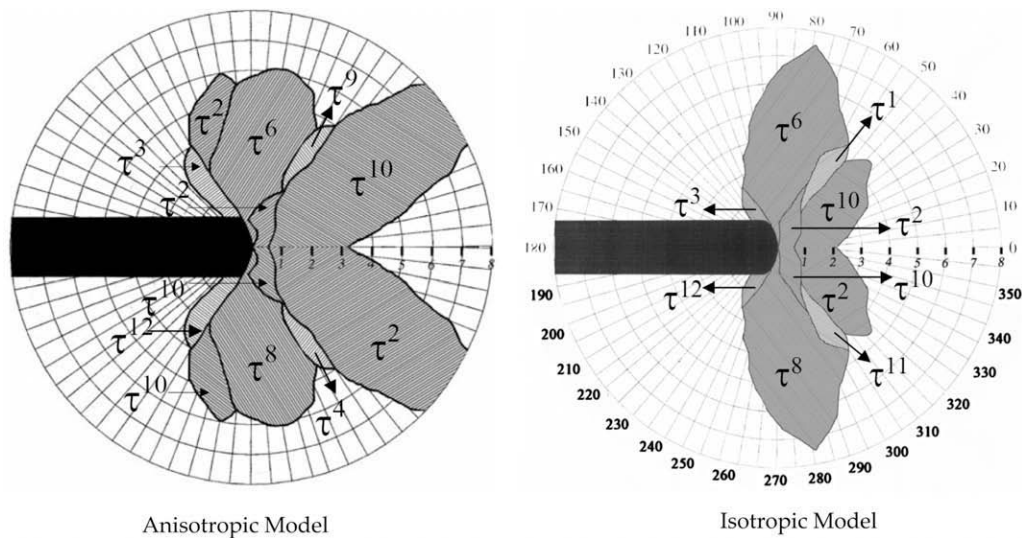 τ⁹
τ²
τ⁶
τ³
τ¹⁰
τ²
1 2 3 4 5 6 7 8
τ¹⁰
τ¹²
τ⁸
τ²
τ¹⁰
τ⁴
Anisotropic Model
90
100
80
110
70
120
60
130
50
140
40
150
30
160
20
170
10
180
0
τ¹
τ⁶
τ¹⁰
τ³
τ²
1 2 3 4 5 6 7 8
τ¹²
τ²
τ¹⁰
τ⁸
τ¹¹
190
350
200
340
210
330
220
320
230
310
240
300
250
290
260
280
270
Isotropic Model